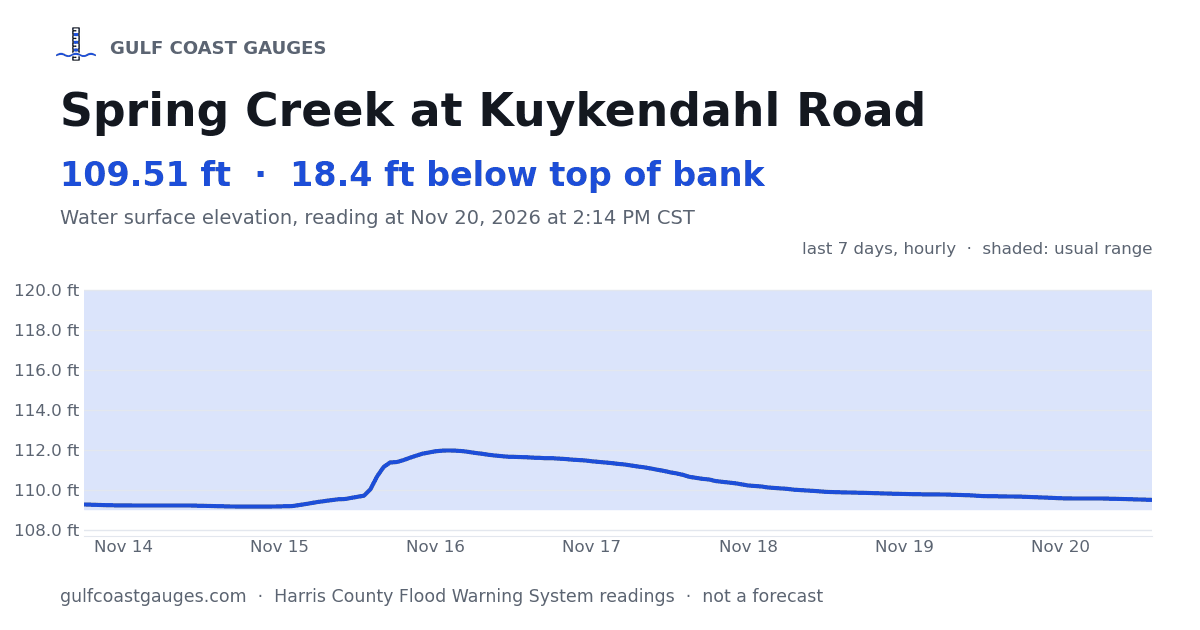 GULF COAST GAUGES
Spring Creek at Kuykendahl Road
109.51 ft · 18.4 ft below top of bank
Water surface elevation, reading at Nov 20, 2026 at 2:14 PM CST
last 7 days, hourly · shaded: usual range
120.0 ft
118.0 ft
116.0 ft
114.0 ft
112.0 ft
110.0 ft
108.0 ft
Nov 14 Nov 15 Nov 16 Nov 17 Nov 18 Nov 19 Nov 20
gulfcoastgauges.com · Harris County Flood Warning System readings · not a forecast